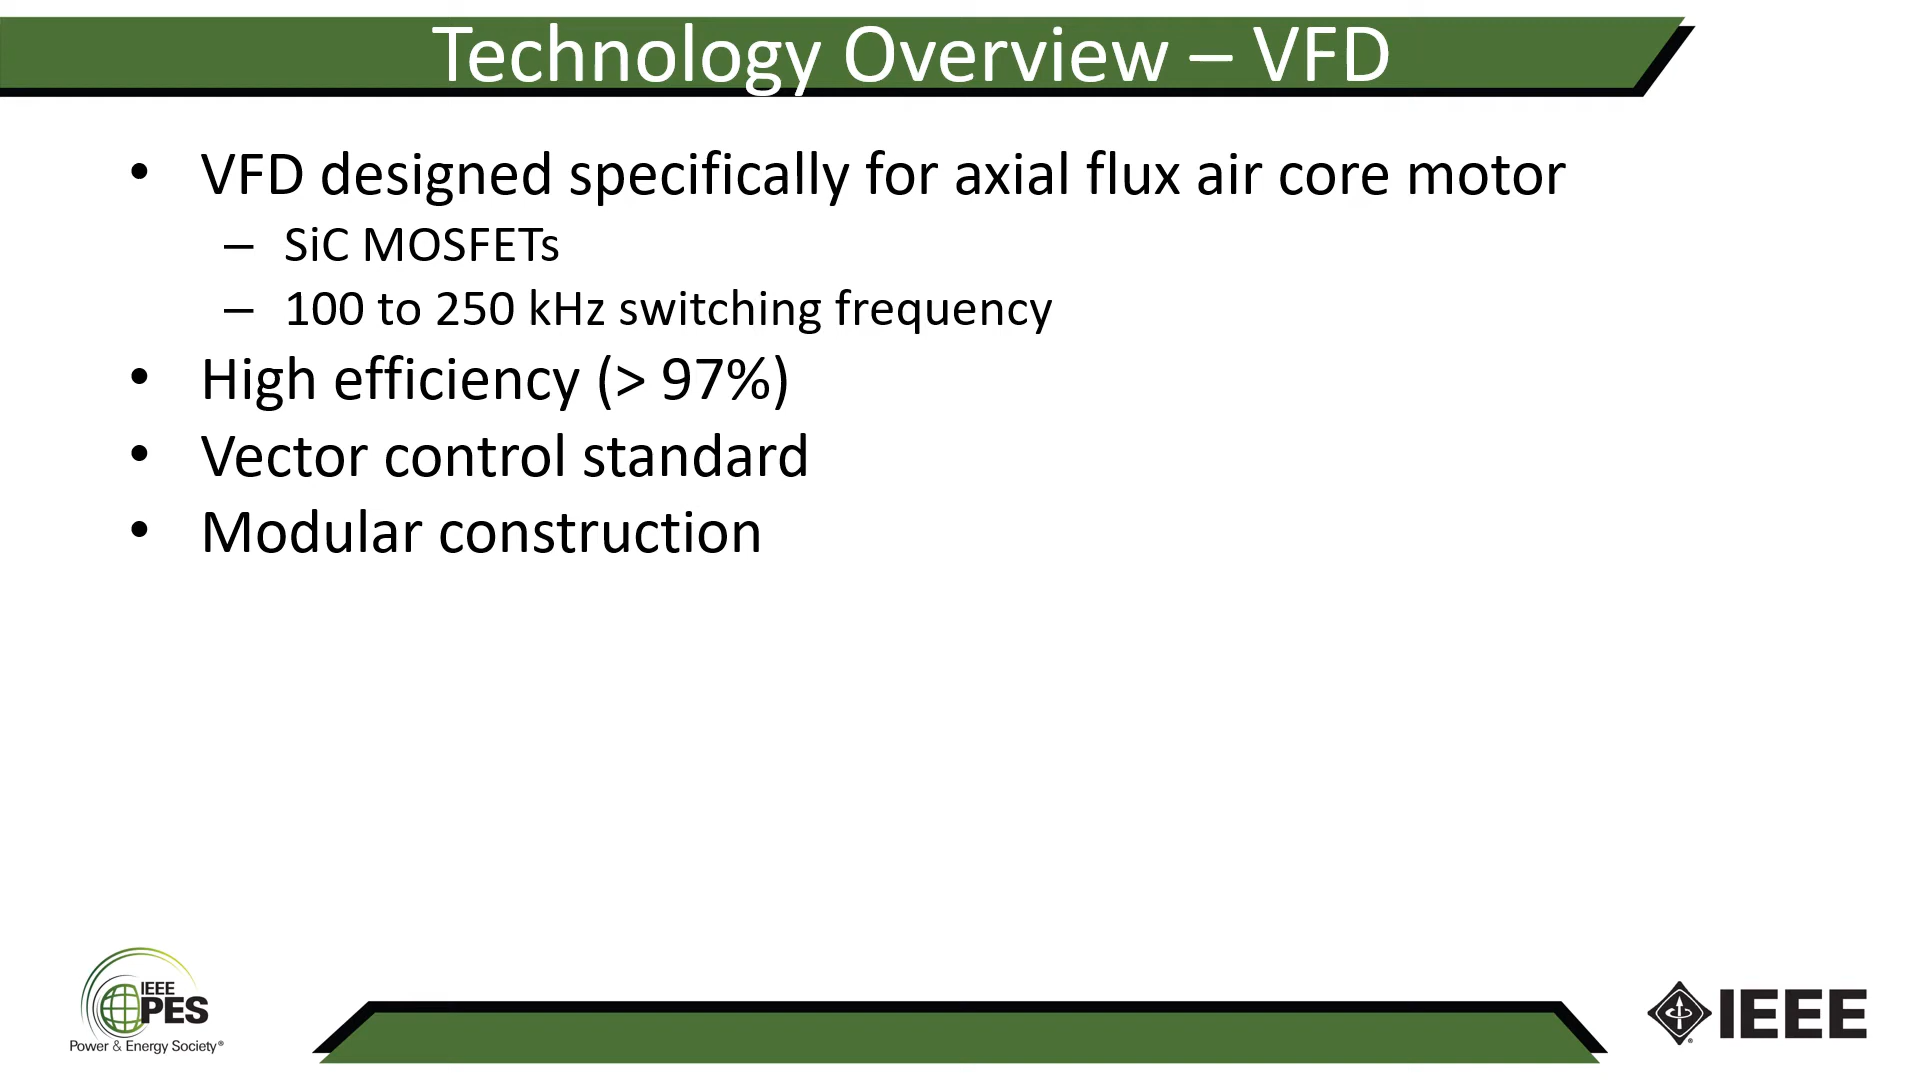 Technology Overview – VFD
• VFD designed specifically for axial flux air core motor
– SiC MOSFETs
– 100 to 250 kHz switching frequency
• High efficiency (> 97%)
• Vector control standard
• Modular construction
IEEE
PES
Power & Energy Society®
IEEE